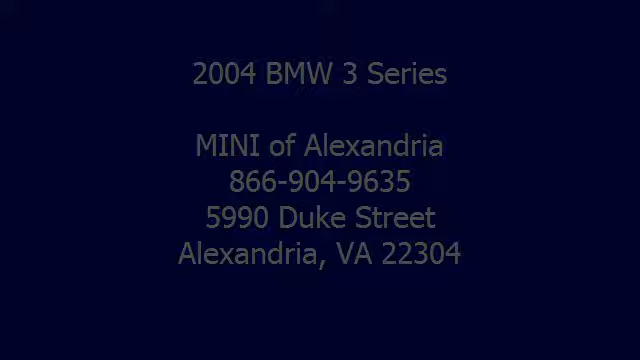 2004 BMW 3 Series
MINI of Alexandria
866-904-9635
5990 Duke Street
Alexandria, VA 22304